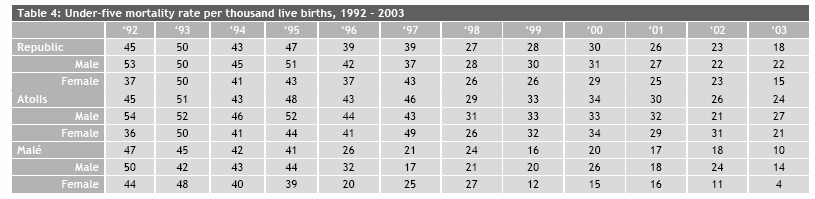 Table 4: Under-five mortality rate per thousand live births, 1992 - 2003
'92 '93 '94 '95 '96 '97 '98 '99 '00 '01 '02 '03
Republic 45 50 43 47 39 39 27 28 30 26 23 18
Male 53 50 45 51 42 37 28 30 31 27 22 22
Female 37 50 41 43 37 43 26 26 29 25 23 15
Atolls 45 51 43 48 43 46 29 33 34 30 26 24
Male 54 52 46 52 44 43 31 33 33 32 21 27
Female 36 50 41 44 41 49 26 32 34 29 31 21
Malé 47 45 42 41 26 21 24 16 20 17 18 10
Male 50 42 43 44 32 17 21 20 26 18 24 14
Female 44 48 40 39 20 25 27 12 15 16 11 4